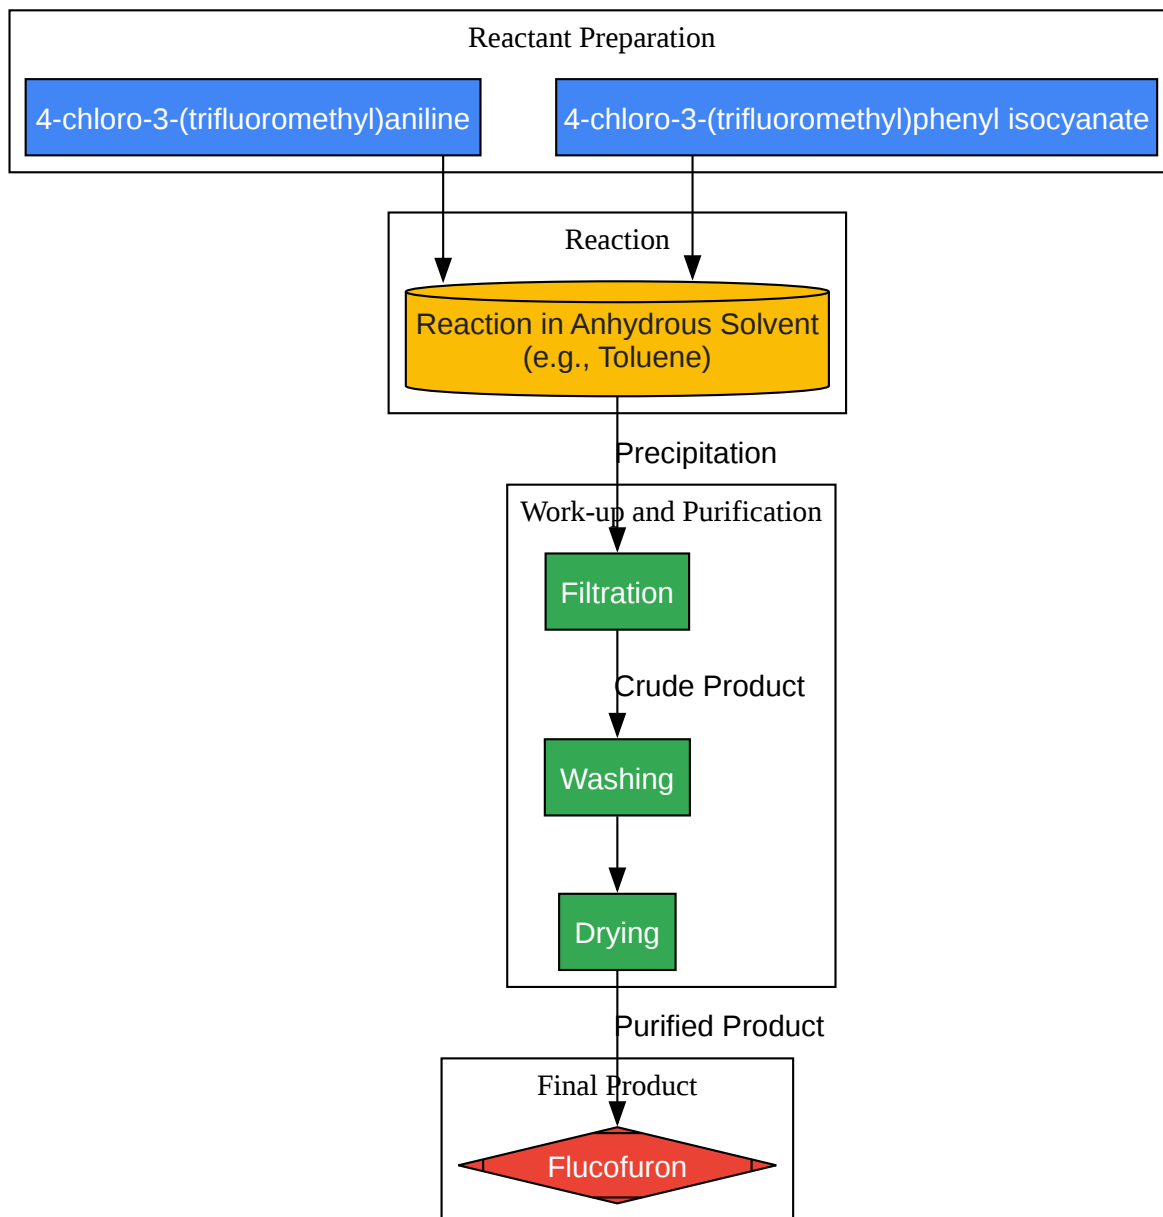 Reactant Preparation
4-chloro-3-(trifluoromethyl)aniline
4-chloro-3-(trifluoromethyl)phenyl isocyanate
Reaction
Reaction in Anhydrous Solvent
(e.g., Toluene)
Precipitation
Work-up and Purification
Filtration
Crude Product
Washing
Drying
Purified Product
Final Product
Flucofuron